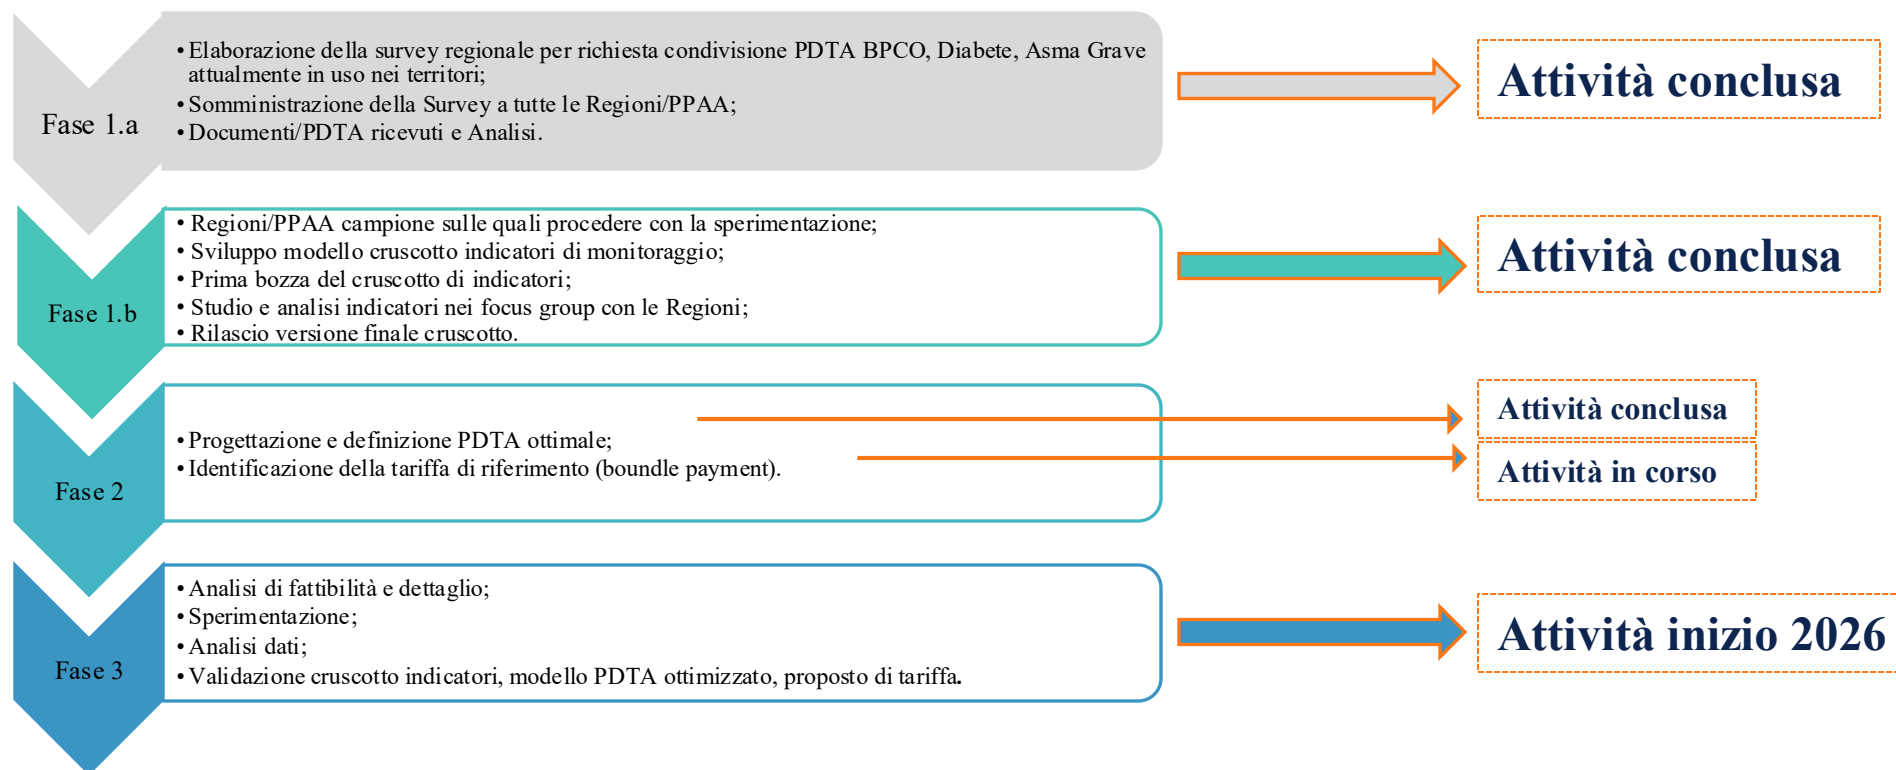 Fase 1.a
• Elaborazione della survey regionale per richiesta condivisione PDTA BPCO, Diabete, Asma Grave
attualmente in uso nei territori;
• Somministrazione della Survey a tutte le Regioni/PPAA;
• Documenti/PDTA ricevuti e Analisi.
Attività conclusa
Fase 1.b
• Regioni/PPAA campione sulle quali procedere con la sperimentazione;
• Sviluppo modello cruscotto indicatori di monitoraggio;
• Prima bozza del cruscotto di indicatori;
• Studio e analisi indicatori nei focus group con le Regioni;
• Rilascio versione finale cruscotto.
Attività conclusa
Fase 2
• Progettazione e definizione PDTA ottimale;
• Identificazione della tariffa di riferimento (boundle payment).
Attività conclusa
Attività in corso
Fase 3
• Analisi di fattibilità e dettaglio;
• Sperimentazione;
• Analisi dati;
• Validazione cruscotto indicatori, modello PDTA ottimizzato, proposto di tariffa.
Attività inizio 2026